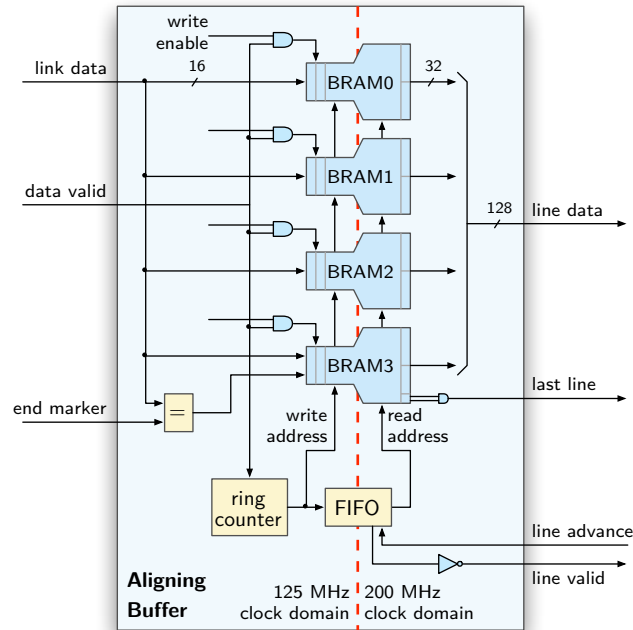 write
enable
link data
16
BRAM0
32
BRAM1
data valid
128
line data
BRAM2
BRAM3
last line
end marker
=
write
address
read
address
ring
counter
FIFO
line advance
line valid
Aligning
Buffer
125 MHz
clock domain
200 MHz
clock domain